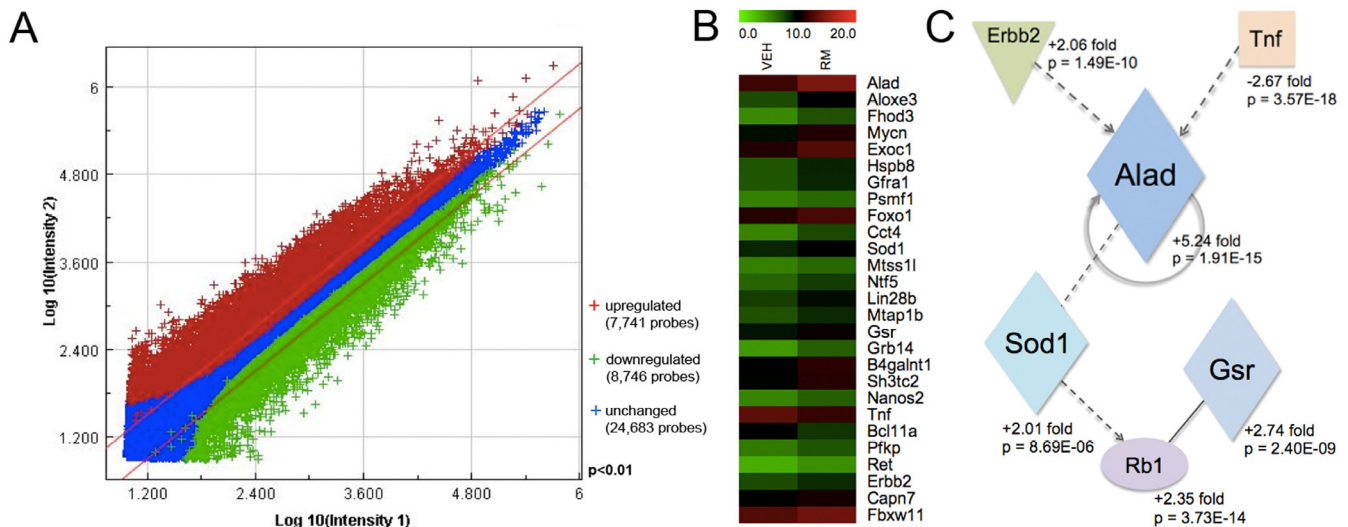 A
Log 10(Intensity 2)
6
4.800
3.600
2.400
1.200
1.200
2.400
3.600
4.800
6
Log 10(Intensity 1)
upregulated
(7,741 probes)
downregulated
(8,746 probes)
unchanged
(24,683 probes)
p<0.01
B
0.0
10.0
20.0
VEH
RM
Alad
Aloxe3
Fhod3
Mycn
Exoc1
Hspb8
Gfra1
Psmf1
Foxo1
Cct4
Sod1
Mtss1l
Ntf5
Lin28b
Mtap1b
Gsr
Grb14
B4galnt1
Sh3tc2
Nanos2
Tnf
Bcl11a
Pfkp
Ret
Erbb2
Capn7
Fbxw11
C
Erbb2
+2.06 fold
p = 1.49E-10
Tnf
-2.67 fold
p = 3.57E-18
Alad
+5.24 fold
p = 1.91E-15
Sod1
+2.01 fold
p = 8.69E-06
Gsr
+2.74 fold
p = 2.40E-09
Rb1
+2.35 fold
p = 3.73E-14